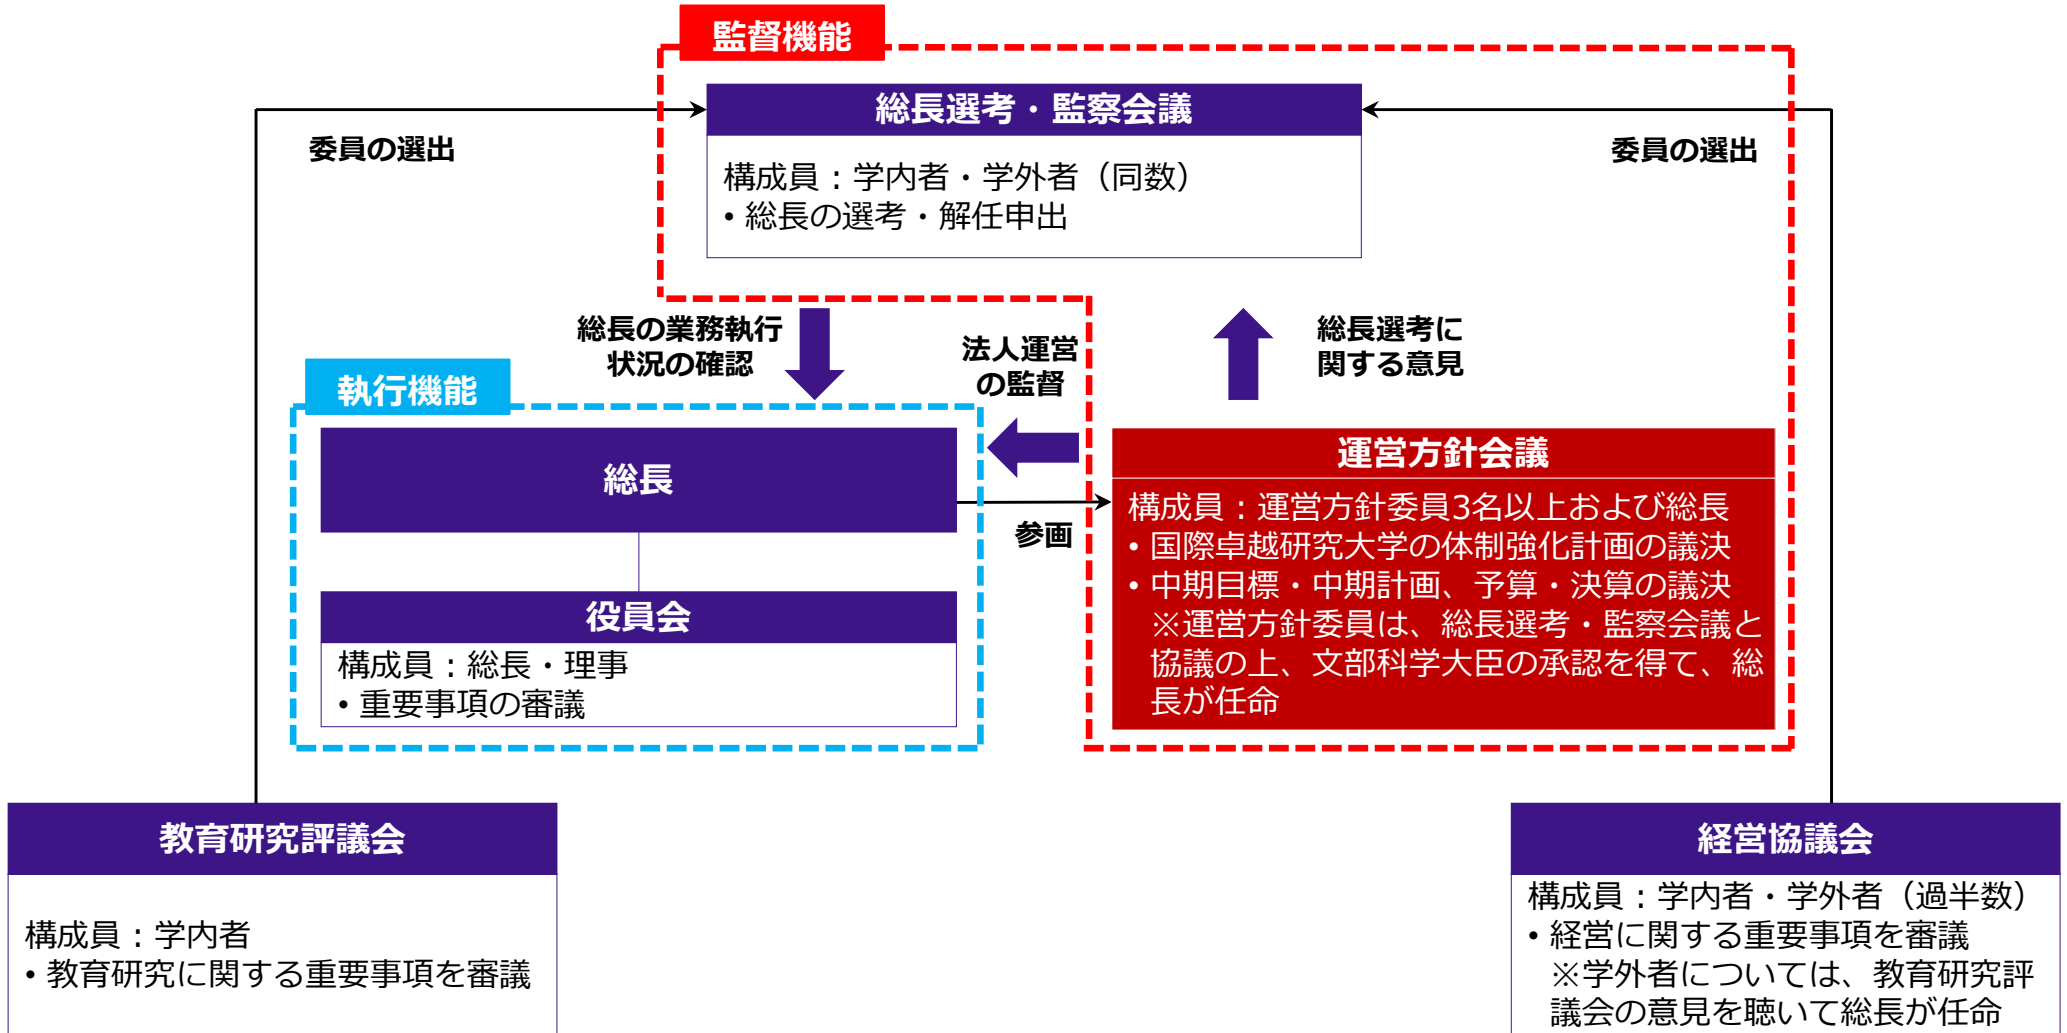 監督機能
総長選考・監察会議
構成員：学内者・学外者（同数）
• 総長の選考・解任申出
委員の選出
委員の選出
総長の業務執行
状況の確認
法人運営
の監督
総長選考に
関する意見
執行機能
総長
参画
役員会
構成員：総長・理事
• 重要事項の審議
運営方針会議
構成員：運営方針委員3名以上および総長
• 国際卓越研究大学の体制強化計画の議決
• 中期目標・中期計画、予算・決算の議決
※運営方針委員は、総長選考・監察会議と
協議の上、文部科学大臣の承認を得て、総
長が任命
教育研究評議会
構成員：学内者
• 教育研究に関する重要事項を審議
経営協議会
構成員：学内者・学外者（過半数）
• 経営に関する重要事項を審議
※学外者については、教育研究評
議会の意見を聴いて総長が任命